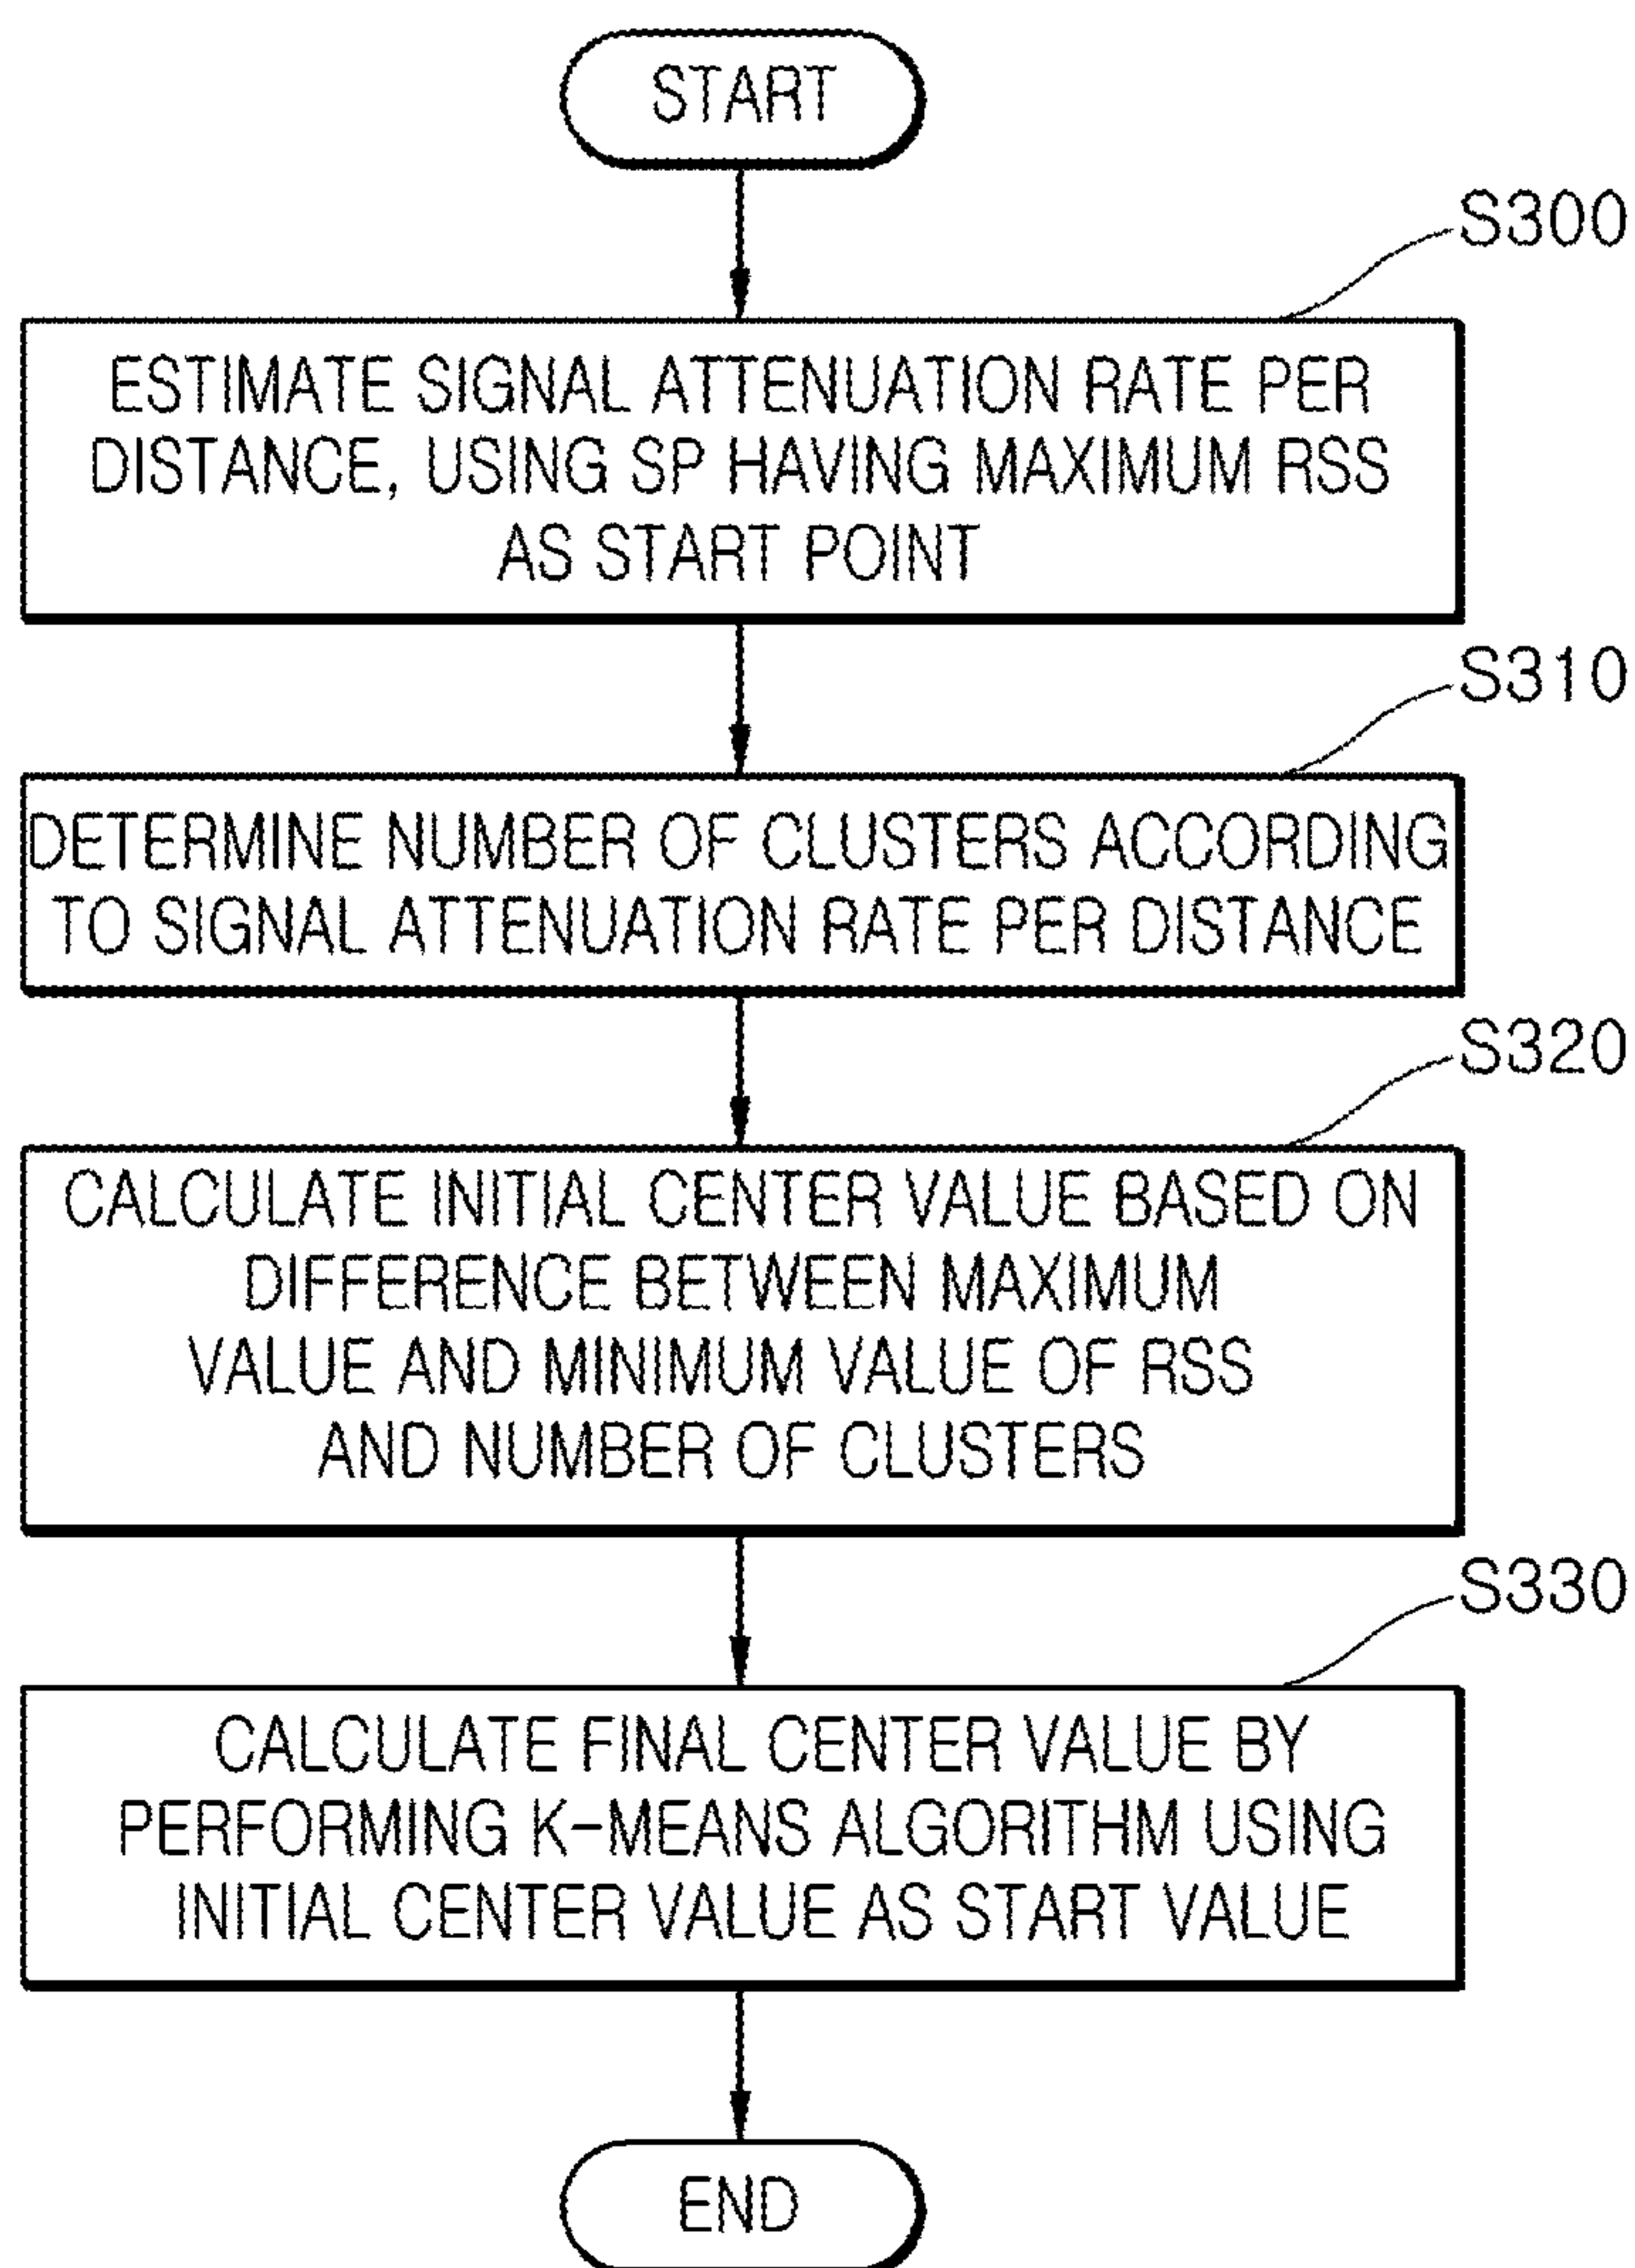 START
S300
ESTIMATE SIGNAL ATTENUATION RATE PER
DISTANCE, USING SP HAVING MAXIMUM RSS
AS START POINT
S310
DETERMINE NUMBER OF CLUSTERS ACCORDING
TO SIGNAL ATTENUATION RATE PER DISTANCE
S320
CALCULATE INITIAL CENTER VALUE BASED ON
DIFFERENCE BETWEEN MAXIMUM
VALUE AND MINIMUM VALUE OF RSS
AND NUMBER OF CLUSTERS
S330
CALCULATE FINAL CENTER VALUE BY
PERFORMING K-MEANS ALGORITHM USING
INITIAL CENTER VALUE AS START VALUE
END